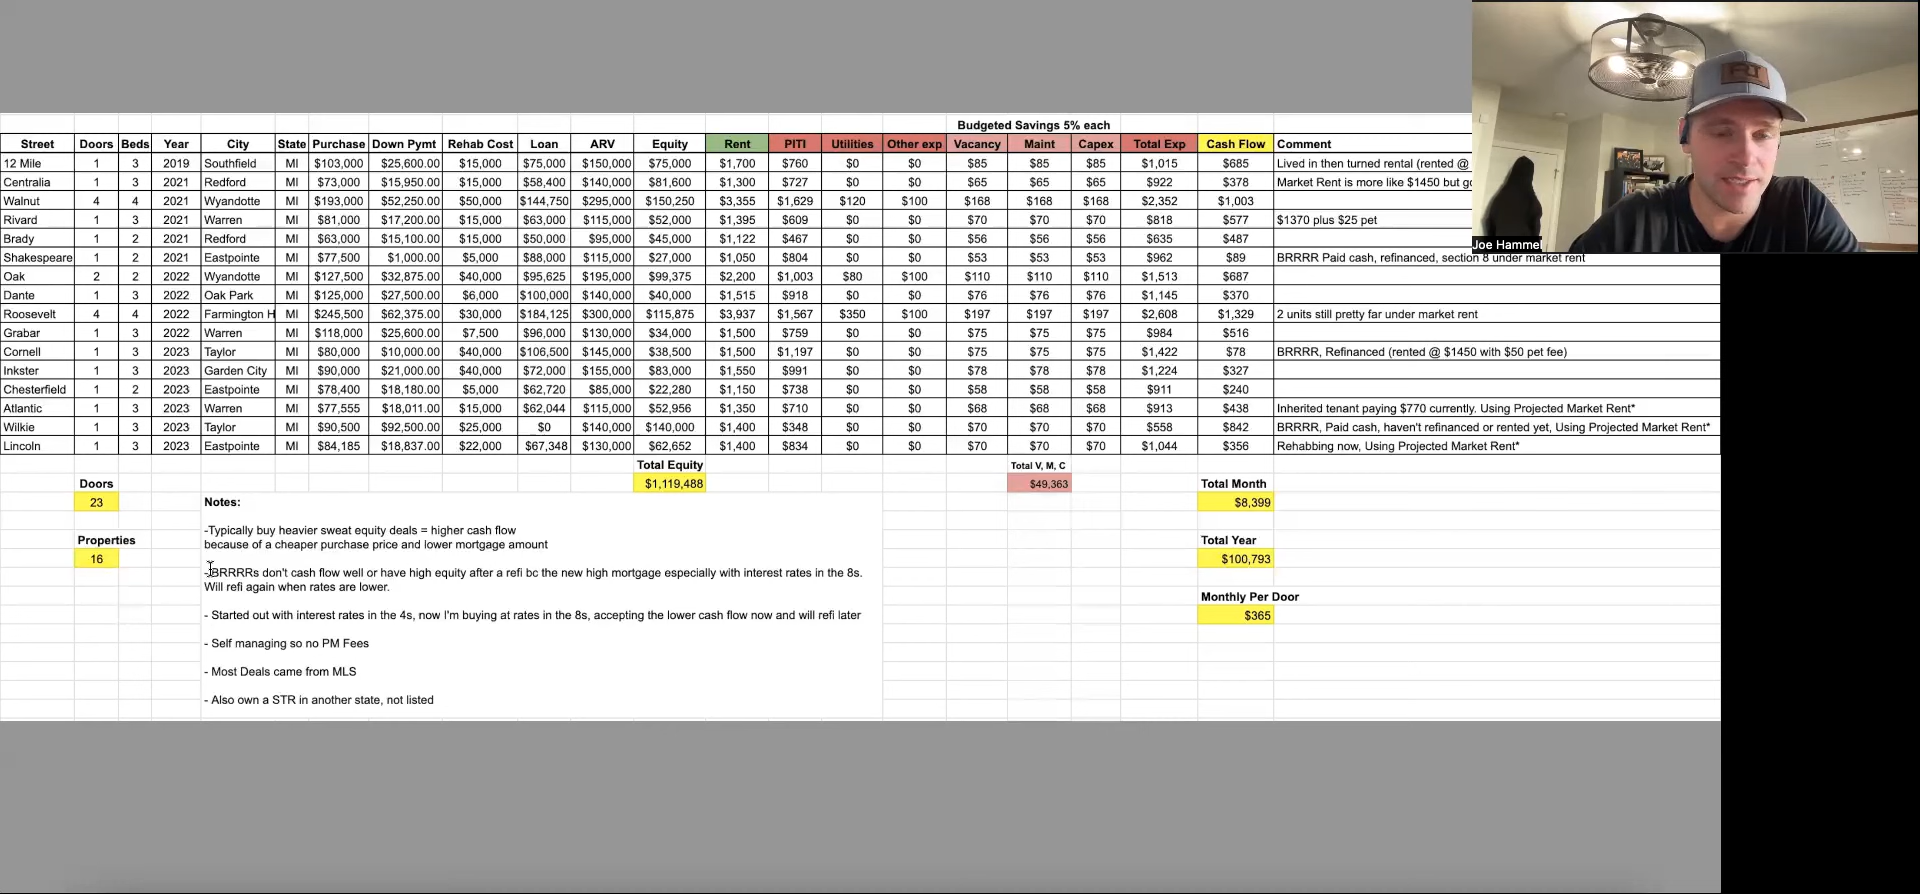 Budgeted Savings 5% each
Street Doors Beds Year City State Purchase Down Pymt Rehab Cost Loan ARV Equity Rent PITI Utilities Other exp Vacancy Maint Capex Total Exp Cash Flow Comment
12 Mile 1 3 2019 Southfield MI $103,000 $25,600.00 $15,000 $75,000 $150,000 $75,000 $1,700 $760 $0 $0 $85 $85 $85 $1,015 $685 Lived in then turned rental (rented @
Centralia 1 3 2021 Redford MI $73,000 $15,950.00 $15,000 $58,400 $140,000 $81,600 $1,300 $727 $0 $0 $65 $65 $65 $922 $378 Market Rent is more like $1450 but go
Walnut 4 4 2021 Wyandotte MI $193,000 $52,250.00 $50,000 $144,750 $295,000 $150,250 $3,355 $1,629 $120 $100 $168 $168 $168 $2,352 $1,003
Rivard 1 3 2021 Warren MI $81,000 $17,200.00 $15,000 $63,000 $115,000 $52,000 $1,395 $609 $0 $0 $70 $70 $70 $818 $577 $1370 plus $25 pet
Brady 1 2 2021 Redford MI $63,000 $15,100.00 $15,000 $50,000 $95,000 $45,000 $1,122 $467 $0 $0 $56 $56 $56 $635 $487
Shakespeare 1 2 2021 Eastpointe MI $77,500 $1,000.00 $5,000 $88,000 $115,000 $27,000 $1,050 $804 $0 $0 $53 $53 $53 $962 $89 BRRRR Paid cash, refinanced, section 8 under market rent
Oak 2 2 2022 Wyandotte MI $127,500 $32,875.00 $40,000 $95,625 $195,000 $99,375 $2,200 $1,003 $80 $100 $110 $110 $110 $1,513 $687
Dante 1 3 2022 Oak Park MI $125,000 $27,500.00 $6,000 $100,000 $140,000 $40,000 $1,515 $918 $0 $0 $76 $76 $76 $1,145 $370
Roosevelt 4 4 2022 Farmington H MI $245,500 $62,375.00 $30,000 $184,125 $300,000 $115,875 $3,937 $1,567 $350 $100 $197 $197 $197 $2,608 $1,329 2 units still pretty far under market rent
Grabar 1 3 2022 Warren MI $118,000 $25,600.00 $7,500 $96,000 $130,000 $34,000 $1,500 $759 $0 $0 $75 $75 $75 $984 $516
Cornell 1 3 2023 Taylor MI $80,000 $10,000.00 $40,000 $106,500 $145,000 $38,500 $1,500 $1,197 $0 $0 $75 $75 $75 $1,422 $78 BRRRR, Refinanced (rented @ $1450 with $50 pet fee)
Inkster 1 3 2023 Garden City MI $90,000 $21,000.00 $40,000 $72,000 $155,000 $83,000 $1,550 $991 $0 $0 $78 $78 $78 $1,224 $327
Chesterfield 1 2 2023 Eastpointe MI $78,400 $18,180.00 $5,000 $62,720 $85,000 $22,280 $1,150 $738 $0 $0 $58 $58 $58 $911 $240
Atlantic 1 3 2023 Warren MI $77,555 $18,011.00 $15,000 $62,044 $115,000 $52,956 $1,350 $710 $0 $0 $68 $68 $68 $913 $438 Inherited tenant paying $770 currently. Using Projected Market Rent*
Wilkie 1 3 2023 Taylor MI $90,500 $92,500.00 $25,000 $0 $140,000 $140,000 $1,400 $348 $0 $0 $70 $70 $70 $558 $842 BRRRR, Paid cash, haven't refinanced or rented yet, Using Projected Market Rent*
Lincoln 1 3 2023 Eastpointe MI $84,185 $18,837.00 $22,000 $67,348 $130,000 $62,652 $1,400 $834 $0 $0 $70 $70 $70 $1,044 $356 Rehabbing now, Using Projected Market Rent*
Total Equity Total V, M, C
Doors $1,119,488 $49,363 Total Month
23 Notes: $8,399
-Typically buy heavier sweat equity deals = higher cash flow
because of a cheaper purchase price and lower mortgage amount
Properties Total Year
16 $100,793
-BRRRRs don't cash flow well or have high equity after a refi bc the new high mortgage especially with interest rates in the 8s.
Will refi again when rates are lower.
Monthly Per Door
- Started out with interest rates in the 4s, now I'm buying at rates in the 8s, accepting the lower cash flow now and will refi later $365
- Self managing so no PM Fees
- Most Deals came from MLS
- Also own a STR in another state, not listed
RT
Joe Hammel